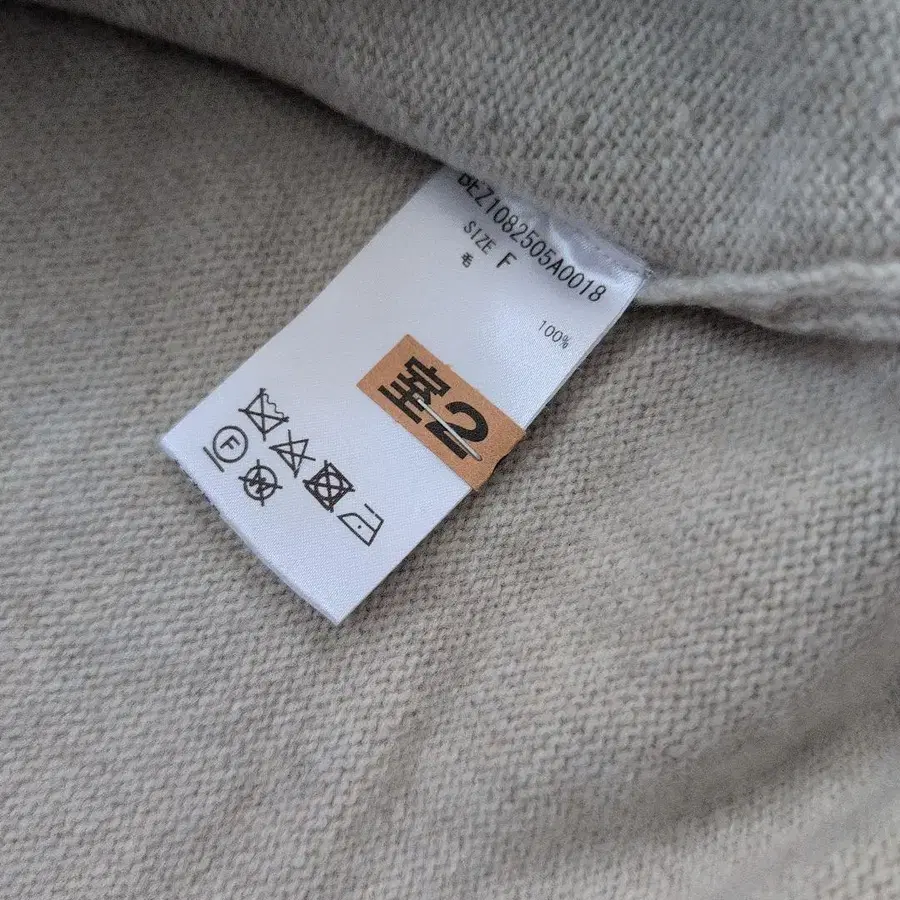 BEZ1082505A0018
SIZE F
毛
100%
室2
F
W